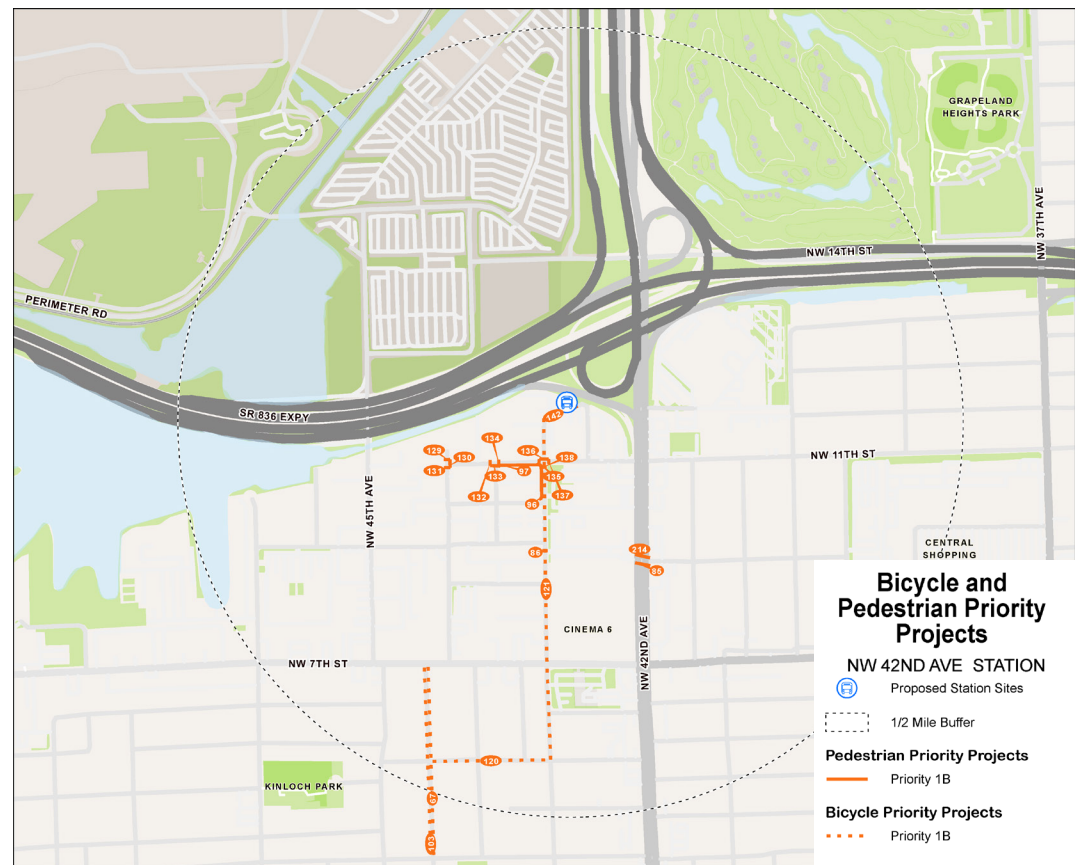 GRAPELAND
HEIGHTS PARK
NW 37TH AVE
NW 14TH ST
PERIMETER RD
SR 836 EXPY
142
134
129
130
136
138
NW 11TH ST
131
97
133
135
132
137
96
NW 45TH AVE
86
214
85
CENTRAL
SHOPPING
121
CINEMA 6
NW 42ND AVE
NW 7TH ST
120
KINLOCH PARK
67
103
Bicycle and
Pedestrian Priority
Projects
NW 42ND AVE STATION
Proposed Station Sites
1/2 Mile Buffer
Pedestrian Priority Projects
Priority 1B
Bicycle Priority Projects
Priority 1B